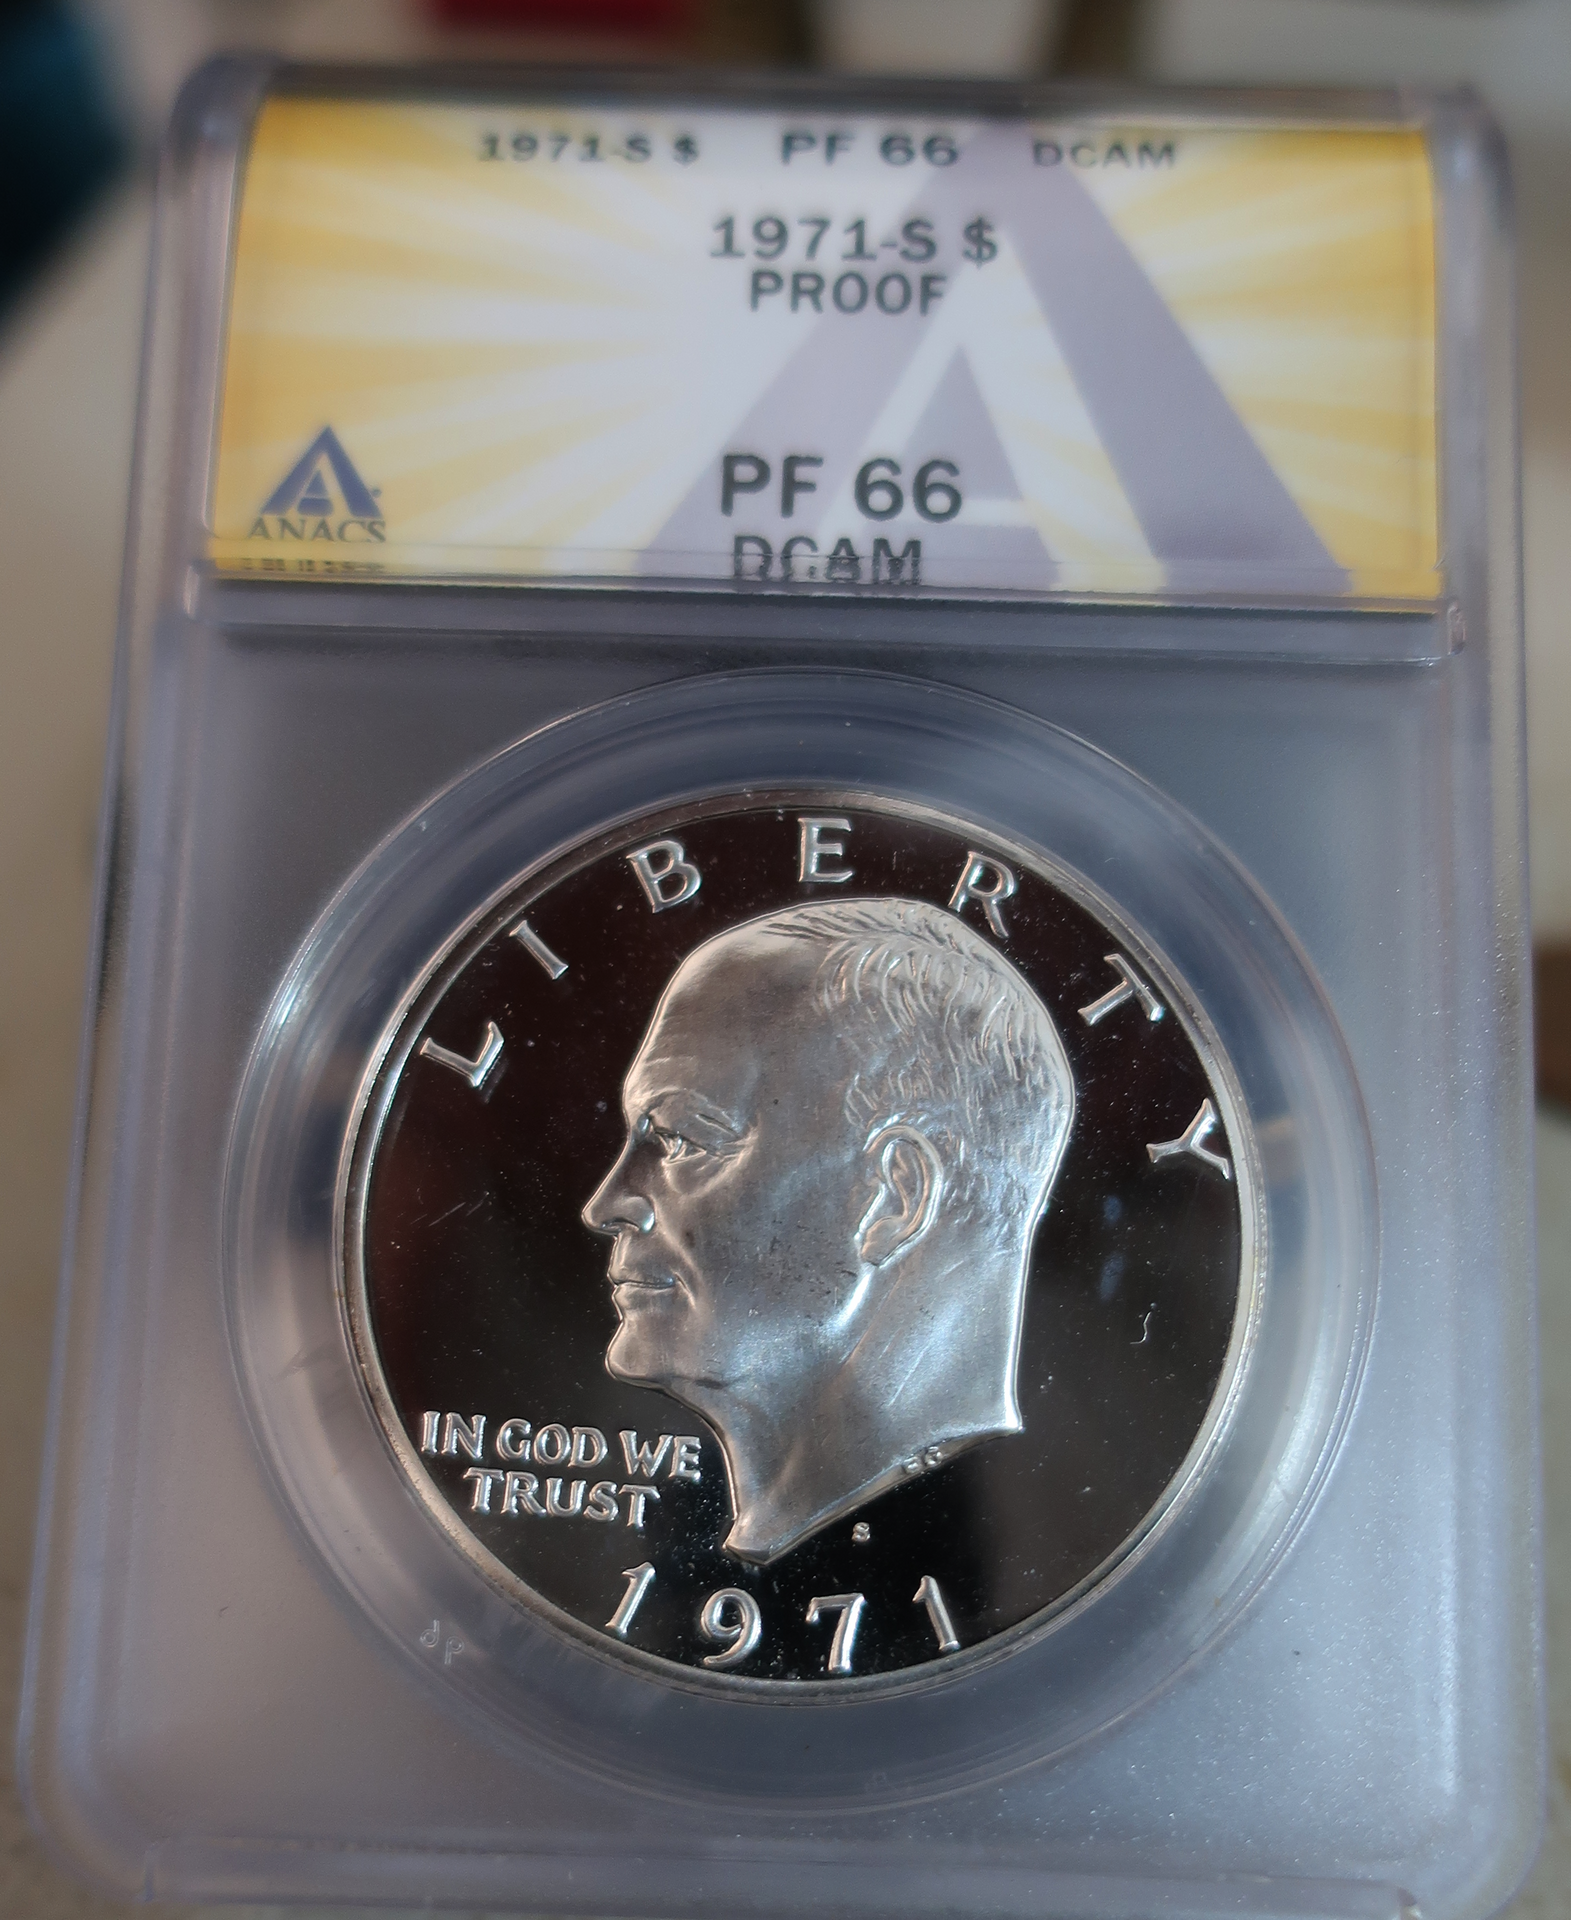 1971-S $ PF 66 DCAM
1971-S $
PROOF
PF 66
DCAM
ANACS
LIBERTY
IN GOD WE
TRUST
S
1971